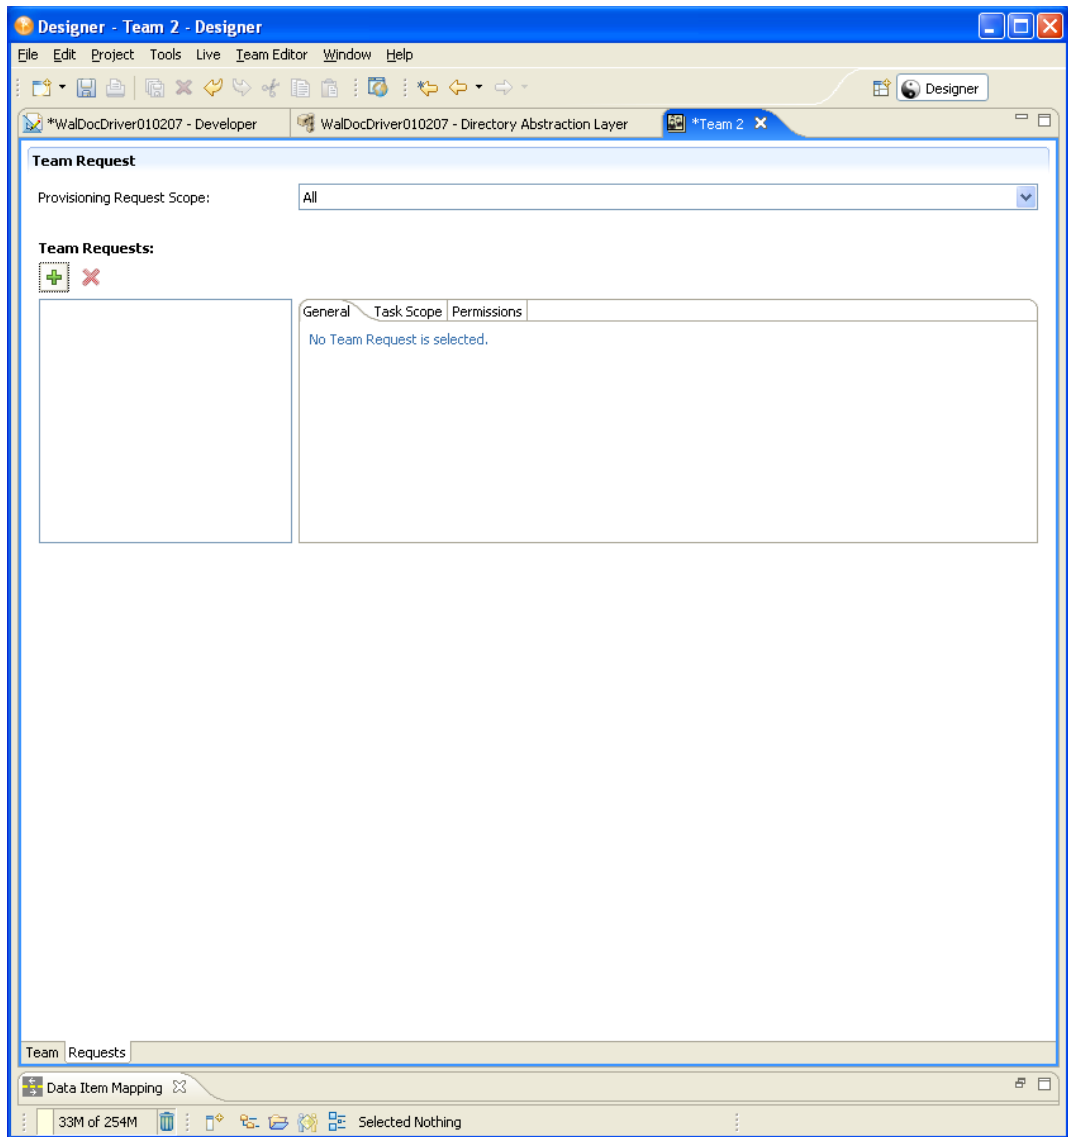 Designer - Team 2 - Designer
File Edit Project Tools Live Team Editor Window Help
Designer
*WalDocDriver010207 - Developer WalDocDriver010207 - Directory Abstraction Layer *Team 2
Team Request
Provisioning Request Scope: All
Team Requests:
General Task Scope Permissions
No Team Request is selected.
Team Requests
Data Item Mapping
33M of 254M Selected Nothing